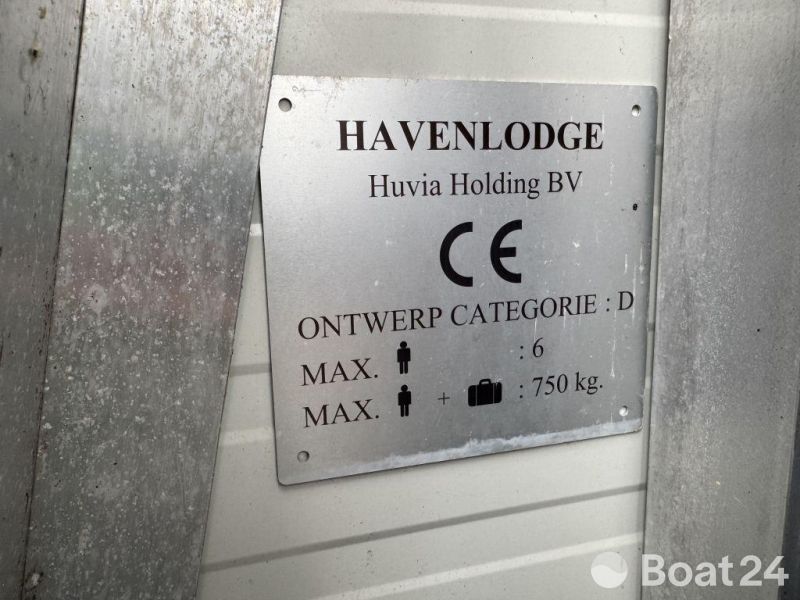 HAVENLODGE
Huvia Holding BV
CE
ONTWERP CATEGORIE : D
MAX. : 6
MAX. + : 750 kg.
Boat24